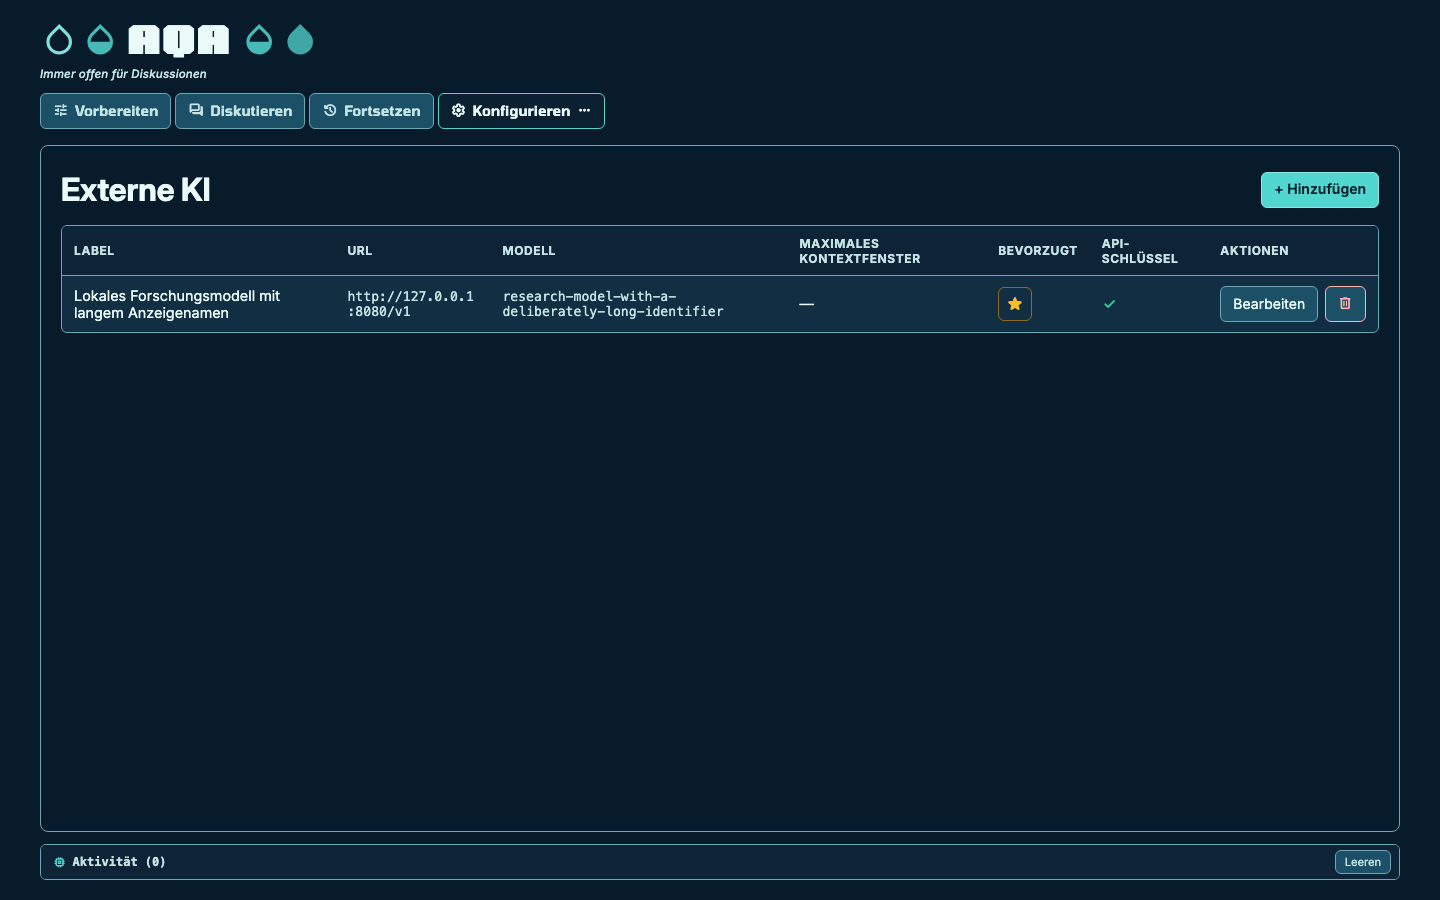 AQA
Immer offen für Diskussionen
Vorbereiten
Diskutieren
Fortsetzen
Konfigurieren ···
Externe KI
+ Hinzufügen
LABEL
URL
MODELL
MAXIMALES
KONTEXTFENSTER
BEVORZUGT
API-
SCHLÜSSEL
AKTIONEN
Lokales Forschungsmodell mit
langem Anzeigenamen
http://127.0.0.1
:8080/v1
research-model-with-a-
deliberately-long-identifier
—
Bearbeiten
Aktivität (0)
Leeren